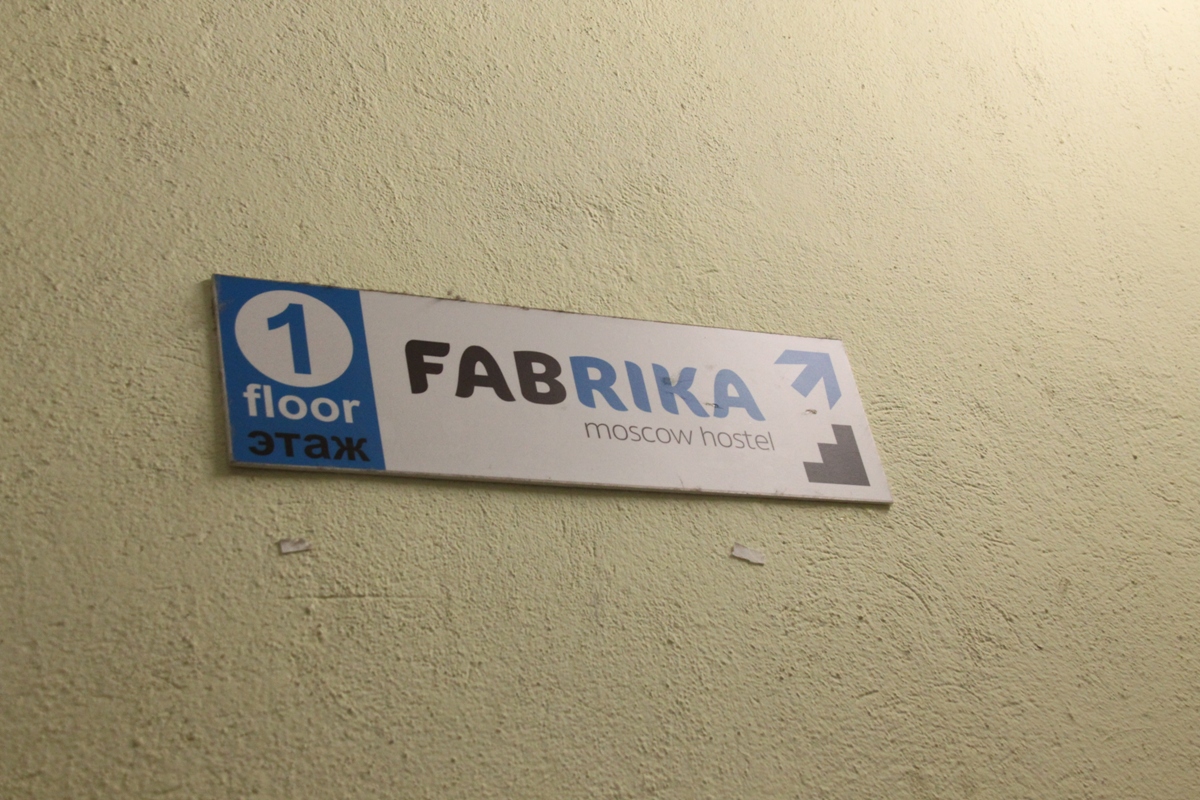 1
floor
этаж
FABRIKA
moscow hostel